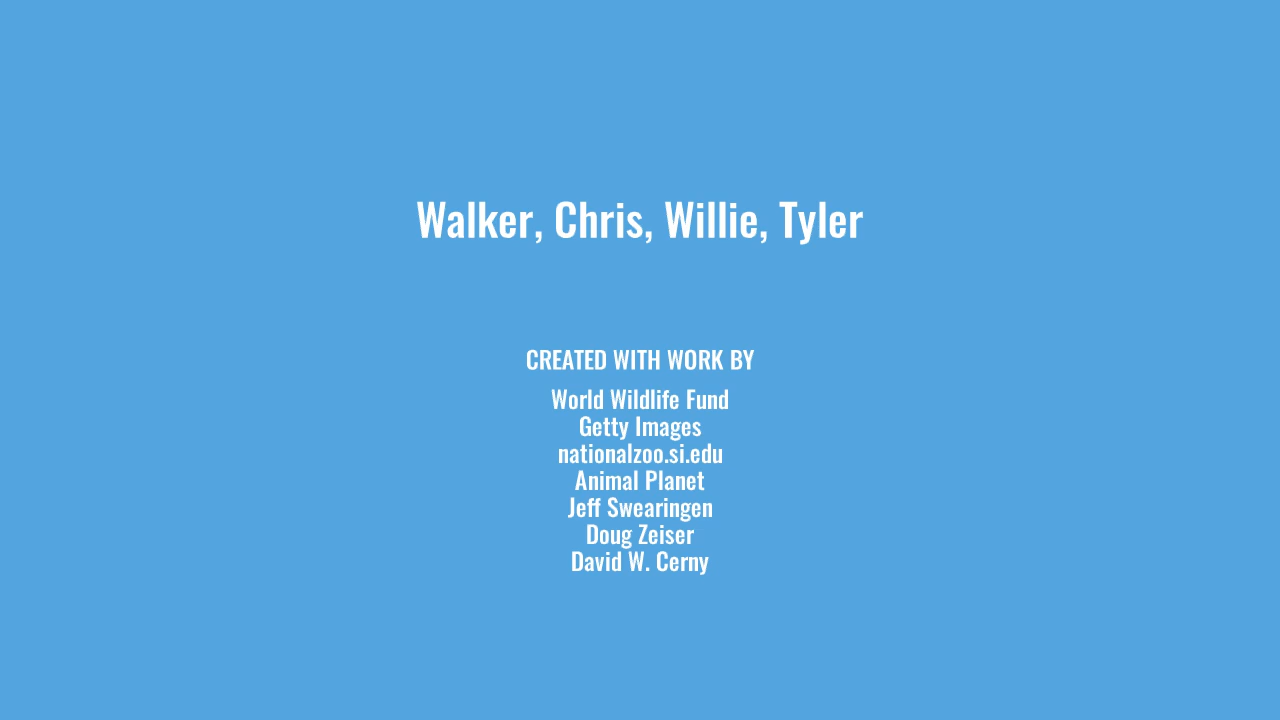 Walker, Chris, Willie, Tyler
CREATED WITH WORK BY
World Wildlife Fund
Getty Images
nationalzoo.si.edu
Animal Planet
Jeff Swearingen
Doug Zeiser
David W. Cerny